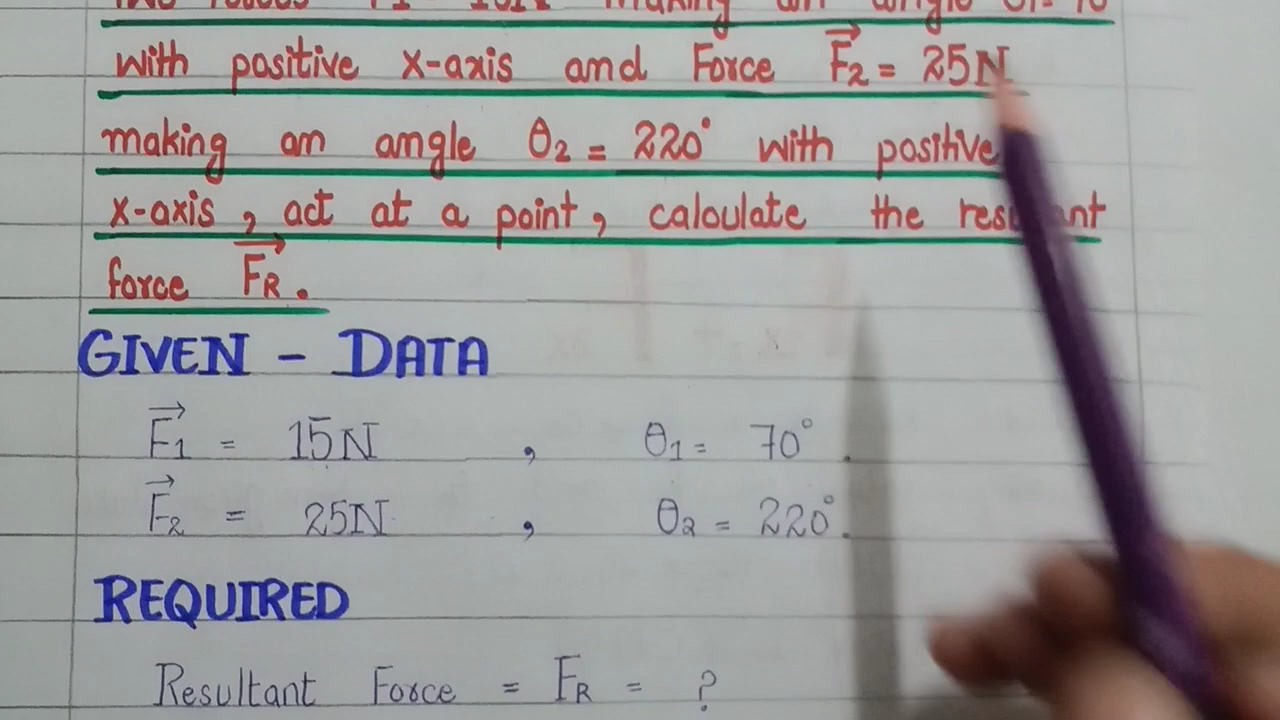 with positive x-axis and Force F₂ = 25N
making an angle θ₂ = 220° with positive
x-axis, act at a point, calculate the resultant
force F_R.
GIVEN - DATA
F₁ = 15N , θ₁ = 70° .
F₂ = 25N , θ₂ = 220° .
REQUIRED
Resultant Force = F_R = ?